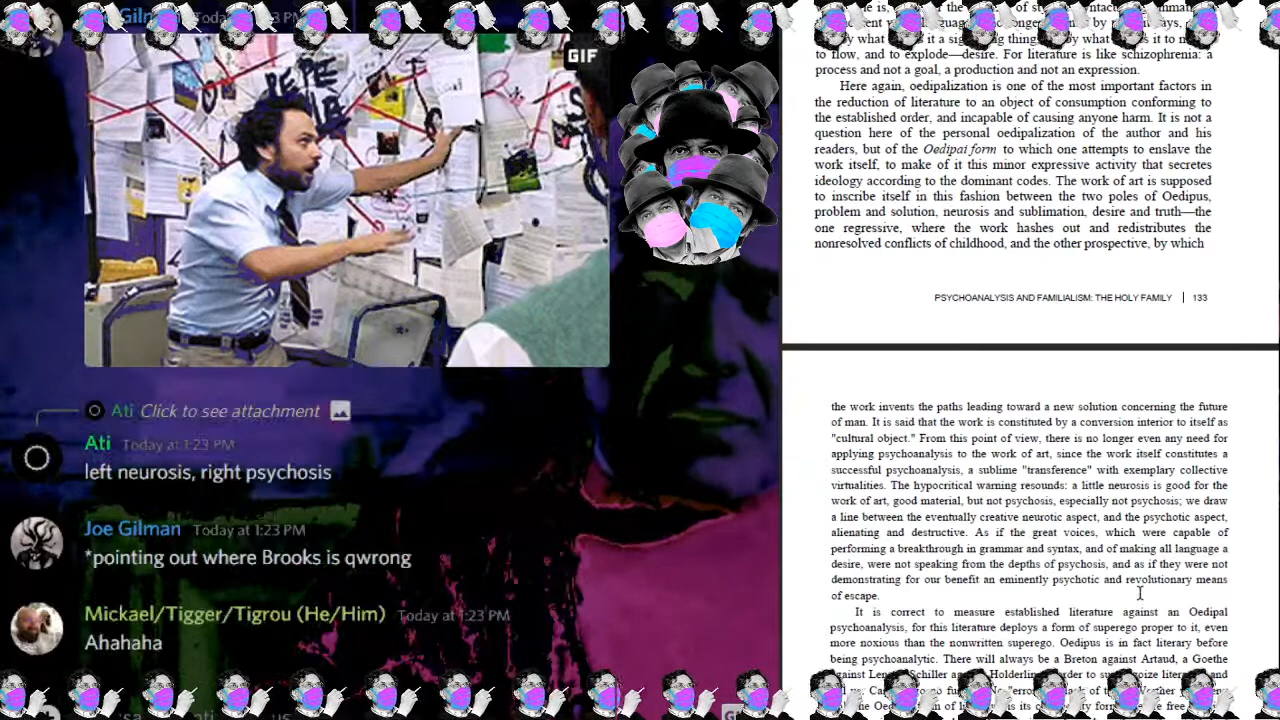 GIF
PEPE
Ati Click to see attachment
Ati Today at 1:23 PM
left neurosis, right psychosis
Joe Gilman Today at 1:23 PM
*pointing out where Brooks is qwrong
Mickael/Tigger/Tigrou (He/Him) Today at 1:23 PM
Ahahaha
to flow, and to explode—desire. For literature is like schizophrenia: a
process and not a goal, a production and not an expression.
Here again, oedipalization is one of the most important factors in
the reduction of literature to an object of consumption conforming to
the established order, and incapable of causing anyone harm. It is not a
question here of the personal oedipalization of the author and his
readers, but of the Oedipai form to which one attempts to enslave the
work itself, to make of it this minor expressive activity that secretes
ideology according to the dominant codes. The work of art is supposed
to inscribe itself in this fashion between the two poles of Oedipus,
problem and solution, neurosis and sublimation, desire and truth—the
one regressive, where the work hashes out and redistributes the
nonresolved conflicts of childhood, and the other prospective, by which
PSYCHOANALYSIS AND FAMILIALISM: THE HOLY FAMILY 133
the work invents the paths leading toward a new solution concerning the future
of man. It is said that the work is constituted by a conversion interior to itself as
"cultural object." From this point of view, there is no longer even any need for
applying psychoanalysis to the work of art, since the work itself constitutes a
successful psychoanalysis, a sublime "transference" with exemplary collective
virtualities. The hypocritical warning resounds: a little neurosis is good for the
work of art, good material, but not psychosis, especially not psychosis; we draw
a line between the eventually creative neurotic aspect, and the psychotic aspect,
alienating and destructive. As if the great voices, which were capable of
performing a breakthrough in grammar and syntax, and of making all language a
desire, were not speaking from the depths of psychosis, and as if they were not
demonstrating for our benefit an eminently psychotic and revolutionary means
of escape.
It is correct to measure established literature against an Oedipal
psychoanalysis, for this literature deploys a form of superego proper to it, even
more noxious than the nonwritten superego. Oedipus is in fact literary before
being psychoanalytic. There will always be a Breton against Artaud, a Goethe